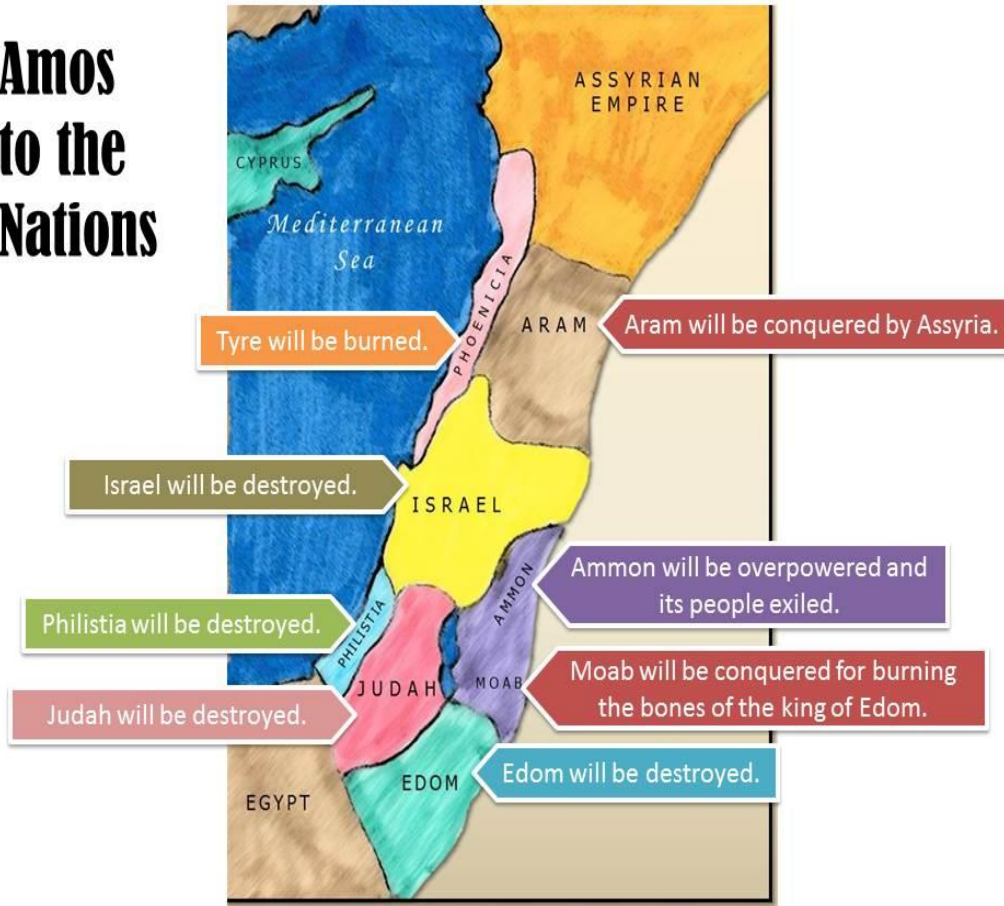 Amos
to the
Nations
ASSYRIAN
EMPIRE
CYPRUS
Mediterranean
Sea
PHOENICIA
ARAM
Aram will be conquered by Assyria.
Tyre will be burned.
Israel will be destroyed.
ISRAEL
AMMON
Ammon will be overpowered and
its people exiled.
Philistia will be destroyed.
PHILISTIA
JUDAH
MOAB
Moab will be conquered for burning
the bones of the king of Edom.
Judah will be destroyed.
EDOM
Edom will be destroyed.
EGYPT